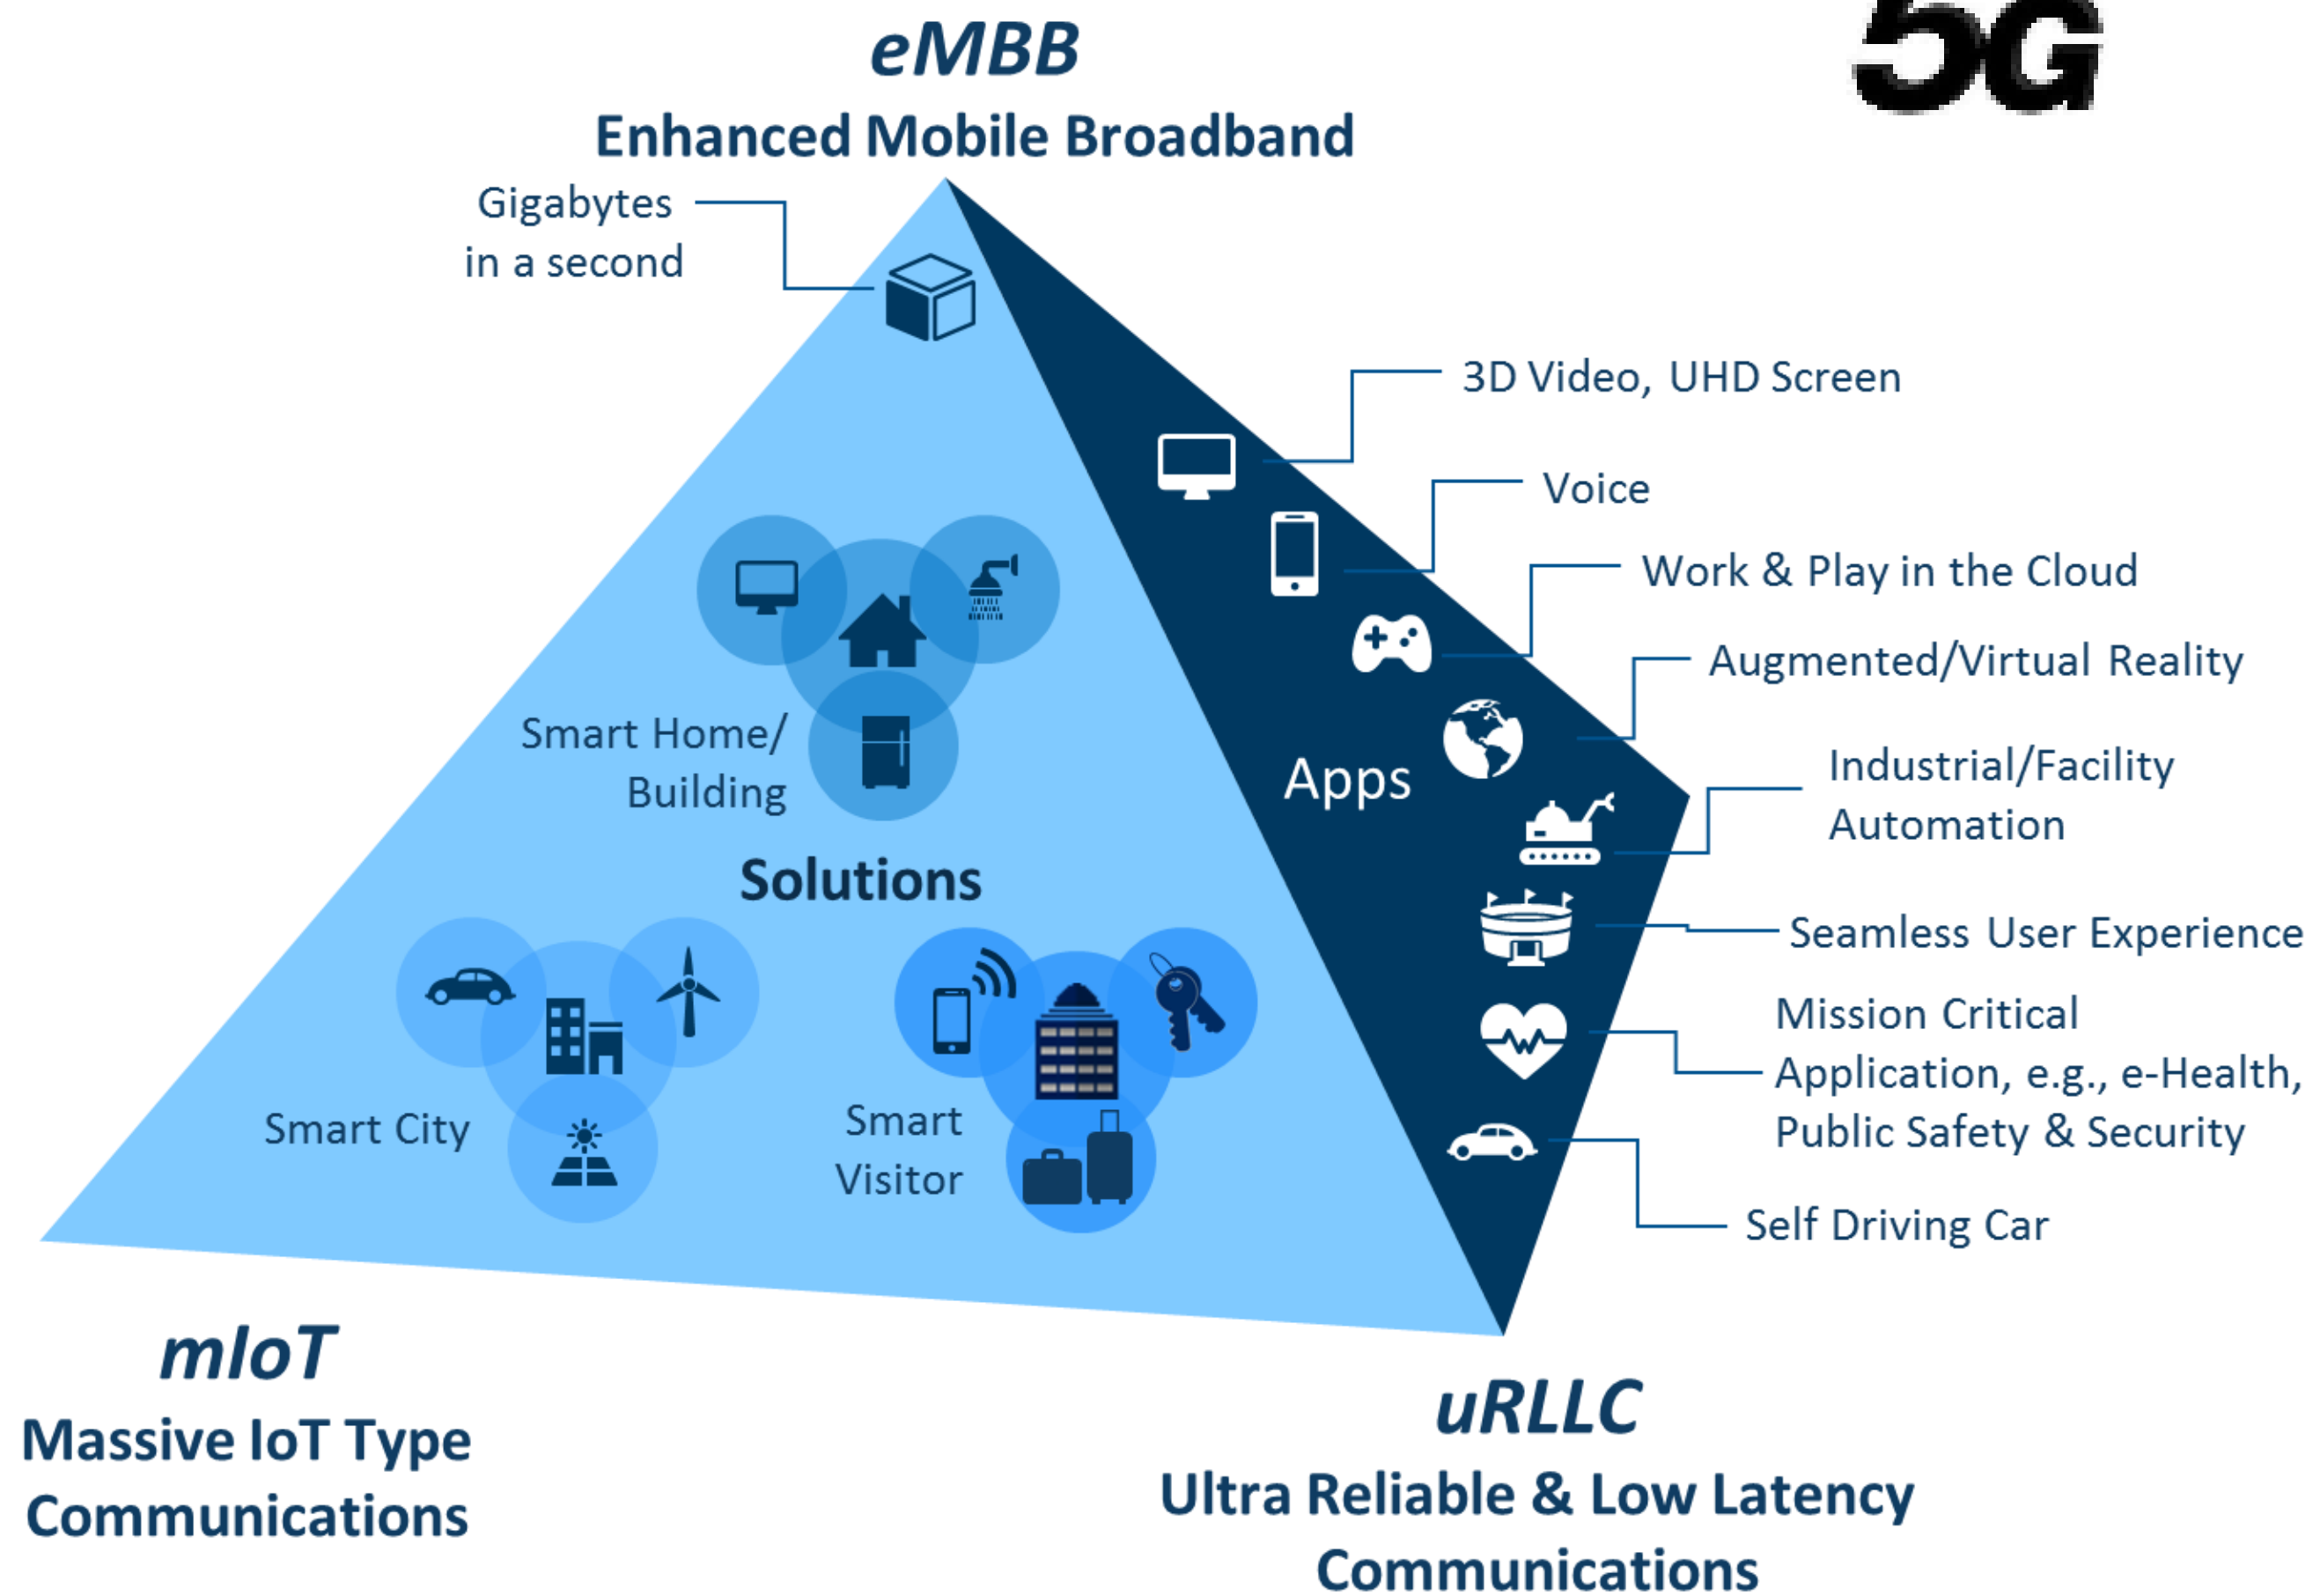 5G
eMBB
Enhanced Mobile Broadband
Gigabytes
in a second
3D Video, UHD Screen
Voice
Work & Play in the Cloud
Augmented/Virtual Reality
Industrial/Facility
Automation
Seamless User Experience
Mission Critical
Application, e.g., e-Health,
Public Safety & Security
Self Driving Car
Apps
Smart Home/
Building
Solutions
Smart City
Smart
Visitor
mIoT
Massive IoT Type
Communications
uRLLC
Ultra Reliable & Low Latency
Communications